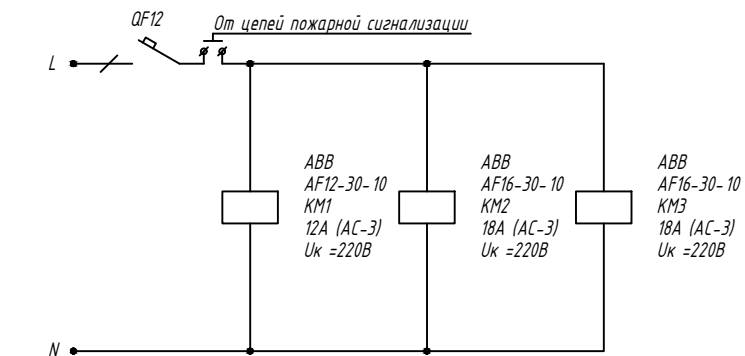 QF12
От цепей пожарной сигнализации
L
ABB
AF12-30-10
KM1
12A (AC-3)
Uк =220В
ABB
AF16-30-10
KM2
18A (AC-3)
Uк =220В
ABB
AF16-30-10
KM3
18A (AC-3)
Uк =220В
N